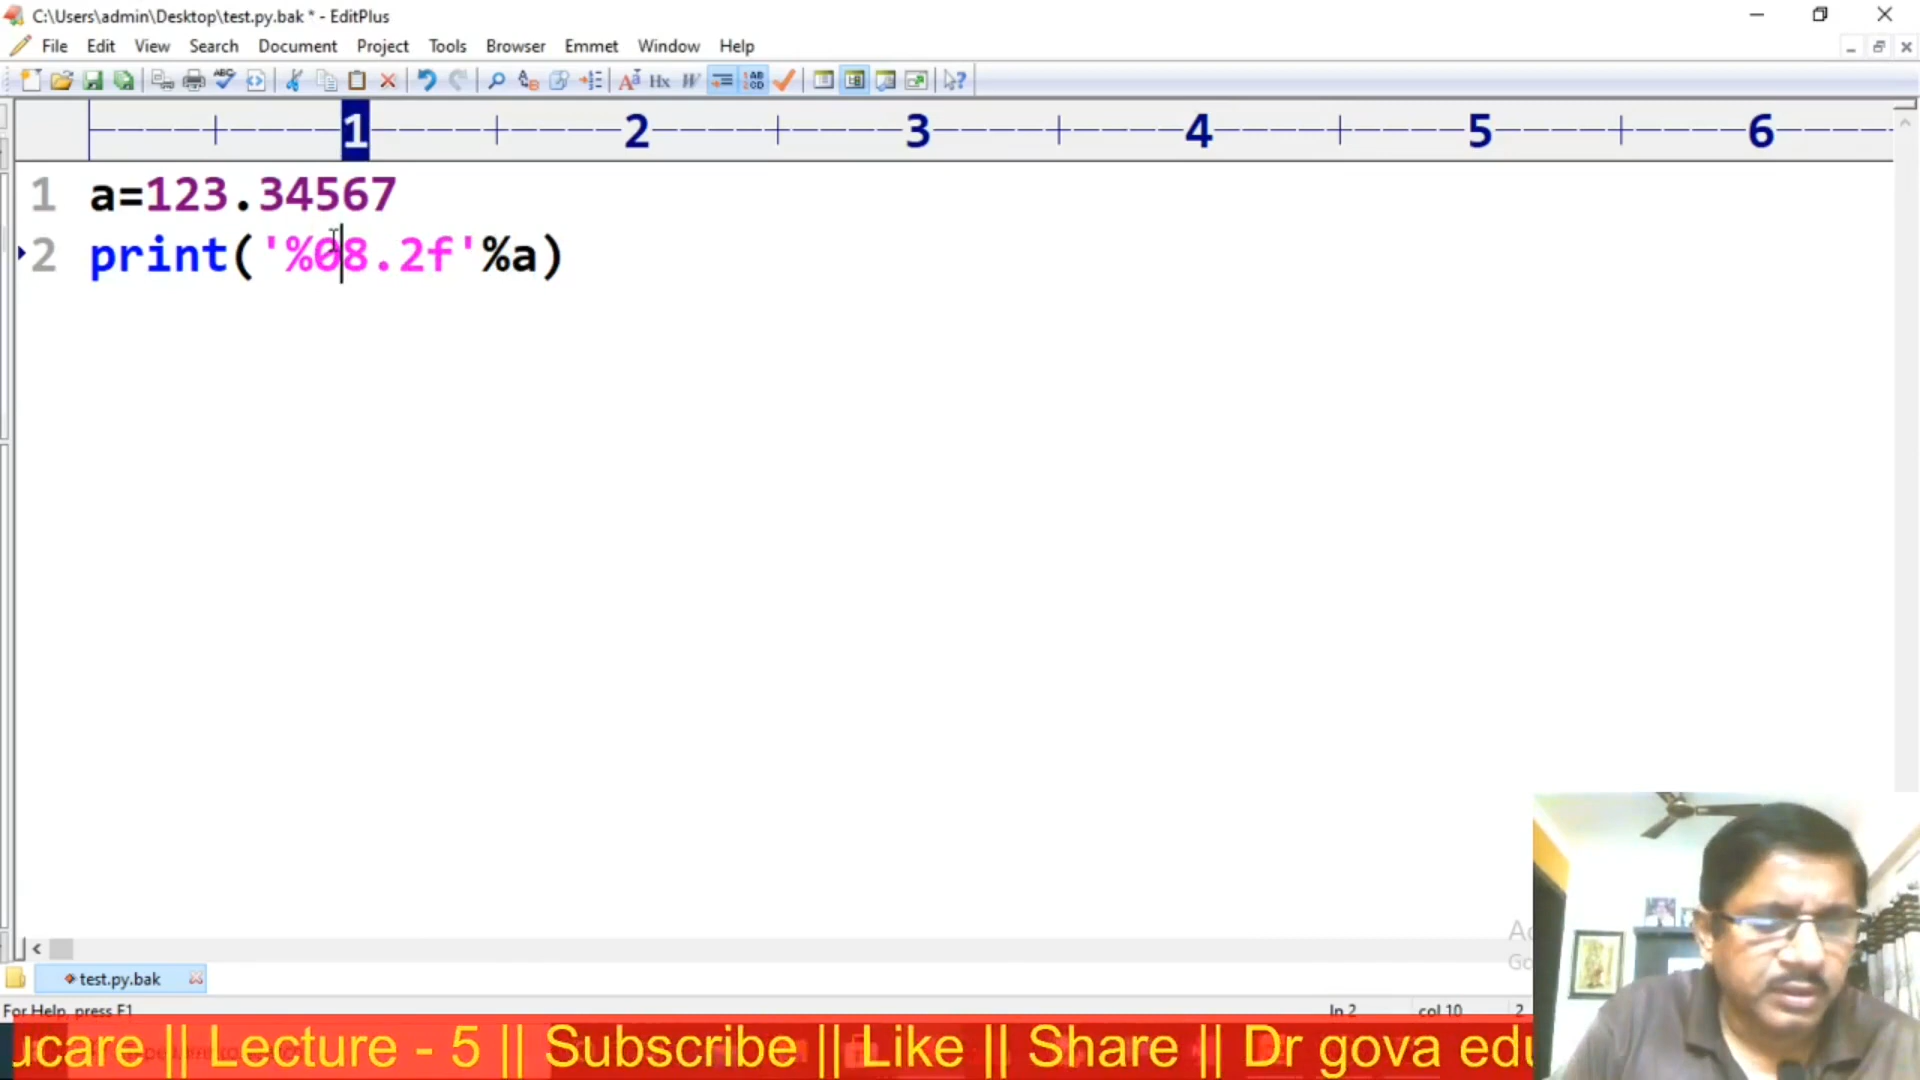 C:\Users\admin\Desktop\test.py.bak * - EditPlus
File Edit View Search Document Project Tools Browser Emmet Window Help
1 2 3 4 5 6
1 a=123.34567
2 print('%08.2f'%a)
test.py.bak
For Help, press F1 ln 2 col 10 2
ucare || Lecture - 5 || Subscribe || Like || Share || Dr gova edu